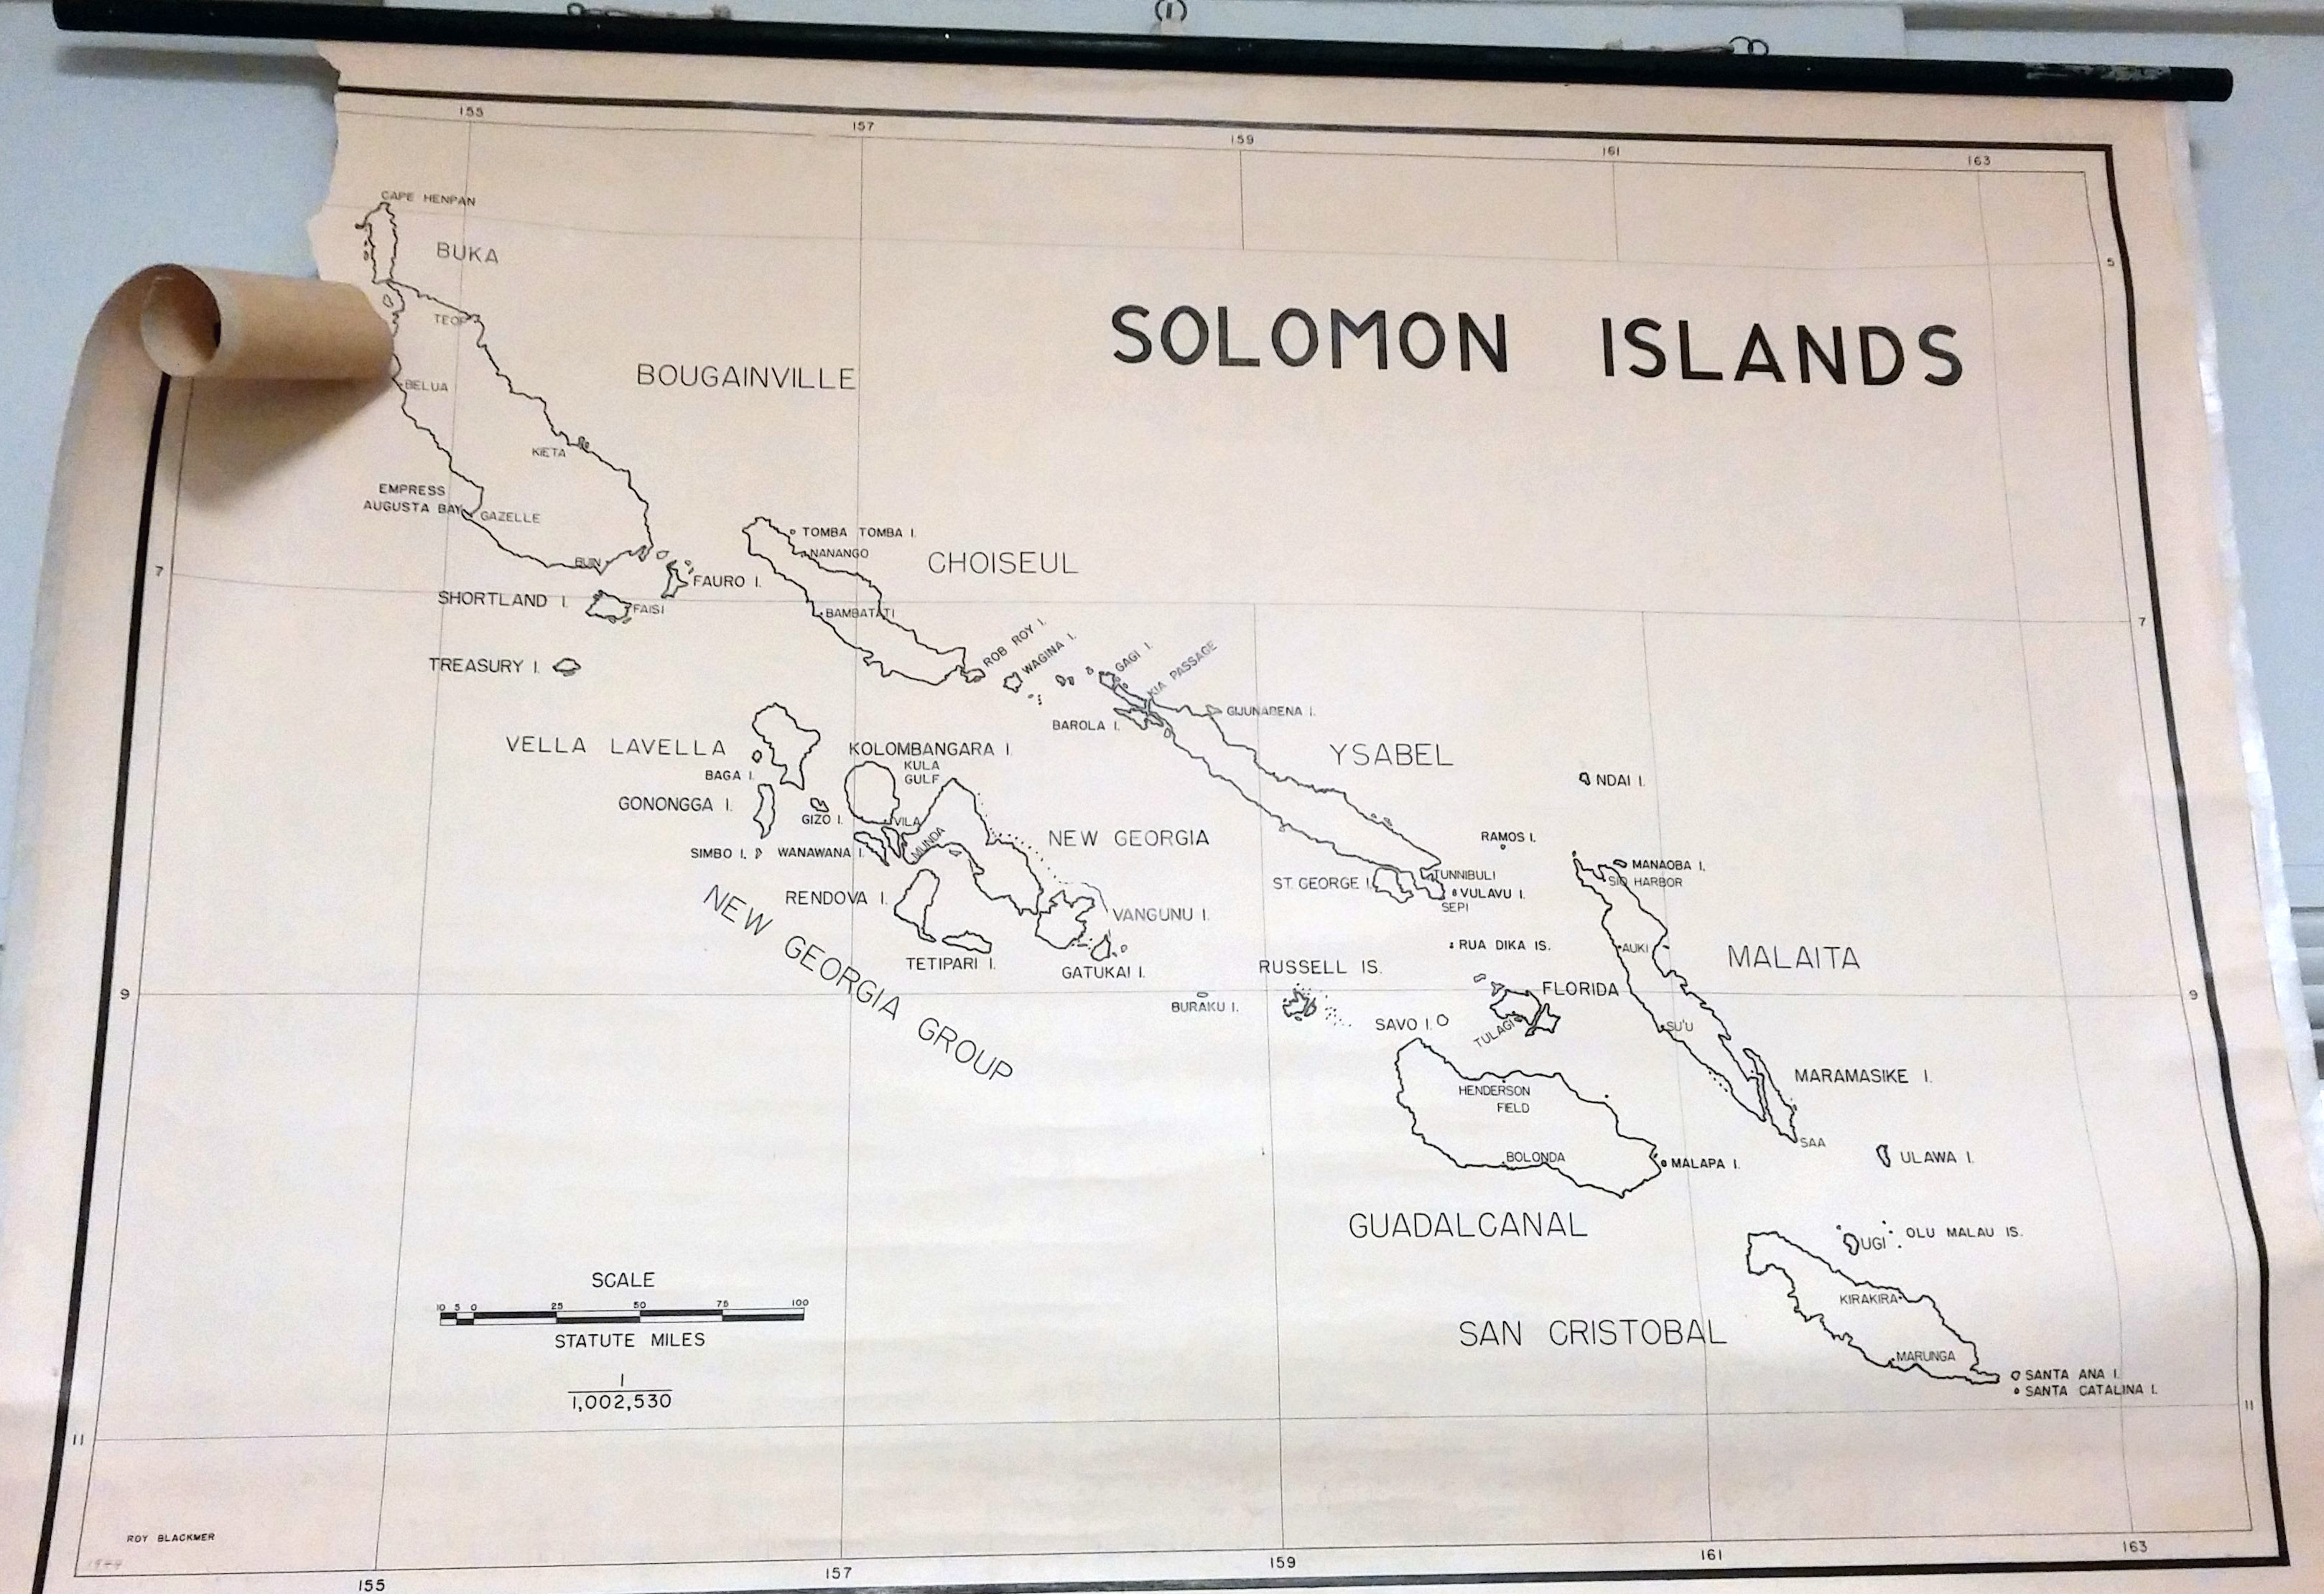 155
157
159
161
163
CAPE HENPAN
BUKA
5
TEOP
SOLOMON ISLANDS
BOUGAINVILLE
BELUA
KIETA
EMPRESS
AUGUSTA BAY
GAZELLE
TOMBA TOMBA I.
NANANGO
CHOISEUL
BUIN
7
FAURO I.
SHORTLAND I.
FAISI
BAMBATATI
7
ROB ROY I.
WAGINA I.
GAGI I.
KIA PASSAGE
TREASURY I.
GIJUNABENA I.
BAROLA I.
VELLA LAVELLA
KOLOMBANGARA I.
YSABEL
KULA
GULF
BAGA I.
NDAI I.
GONONGGA I.
GIZO I.
VILA
MUNDA
NEW GEORGIA
RAMOS I.
SIMBO I.
WANAWANA I.
MANAOBA I.
SIO HARBOR
ST. GEORGE I.
TUNNIBULI
VULAVU I.
SEPI
RENDOVA I.
VANGUNU I.
NEW GEORGIA GROUP
RUA DIKA IS.
AUKI
MALAITA
TETIPARI I.
GATUKAI I.
RUSSELL IS.
9
FLORIDA
9
BURAKU I.
SAVO I.
TULAGI
SU'U
MARAMASIKE I.
HENDERSON
FIELD
SAA
BOLONDA
MALAPA I.
ULAWA I.
GUADALCANAL
UGI
OLU MALAU IS.
SCALE
10 5 0 25 50 75 100
STATUTE MILES
KIRAKIRA
SAN CRISTOBAL
MARUNGA
SANTA ANA I.
SANTA CATALINA I.
1
1,002,530
11
11
ROY BLACKMER
1944
155
157
159
161
163